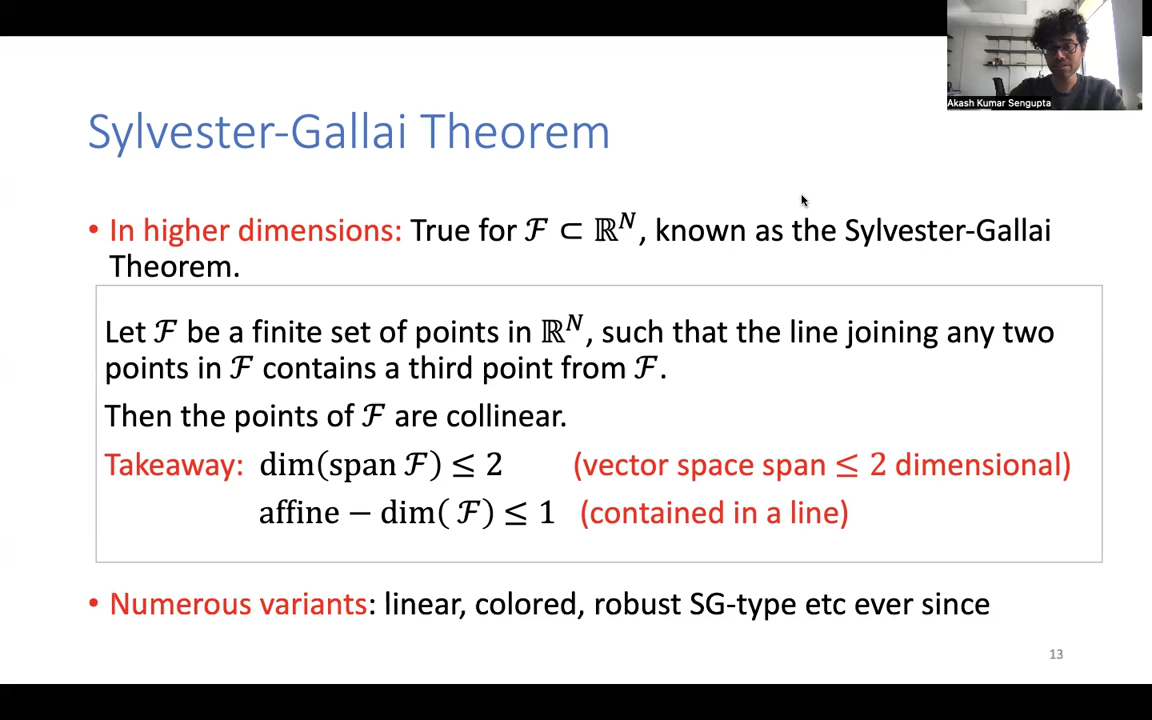 Akash Kumar Sengupta
Sylvester-Gallai Theorem
• In higher dimensions: True for ℱ ⊂ ℝ^N, known as the Sylvester-Gallai
Theorem.
Let ℱ be a finite set of points in ℝ^N, such that the line joining any two
points in ℱ contains a third point from ℱ.
Then the points of ℱ are collinear.
Takeaway: dim(span ℱ) ≤ 2 (vector space span ≤ 2 dimensional)
affine − dim( ℱ) ≤ 1 (contained in a line)
• Numerous variants: linear, colored, robust SG-type etc ever since
13